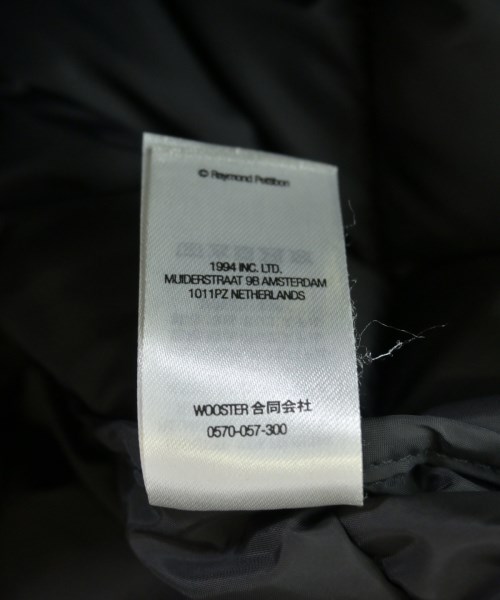 © Raymond Pettibon
1994 INC. LTD.
MUIDERSTRAAT 9B AMSTERDAM
1011PZ NETHERLANDS
WOOSTER 合同会社
0570-057-300